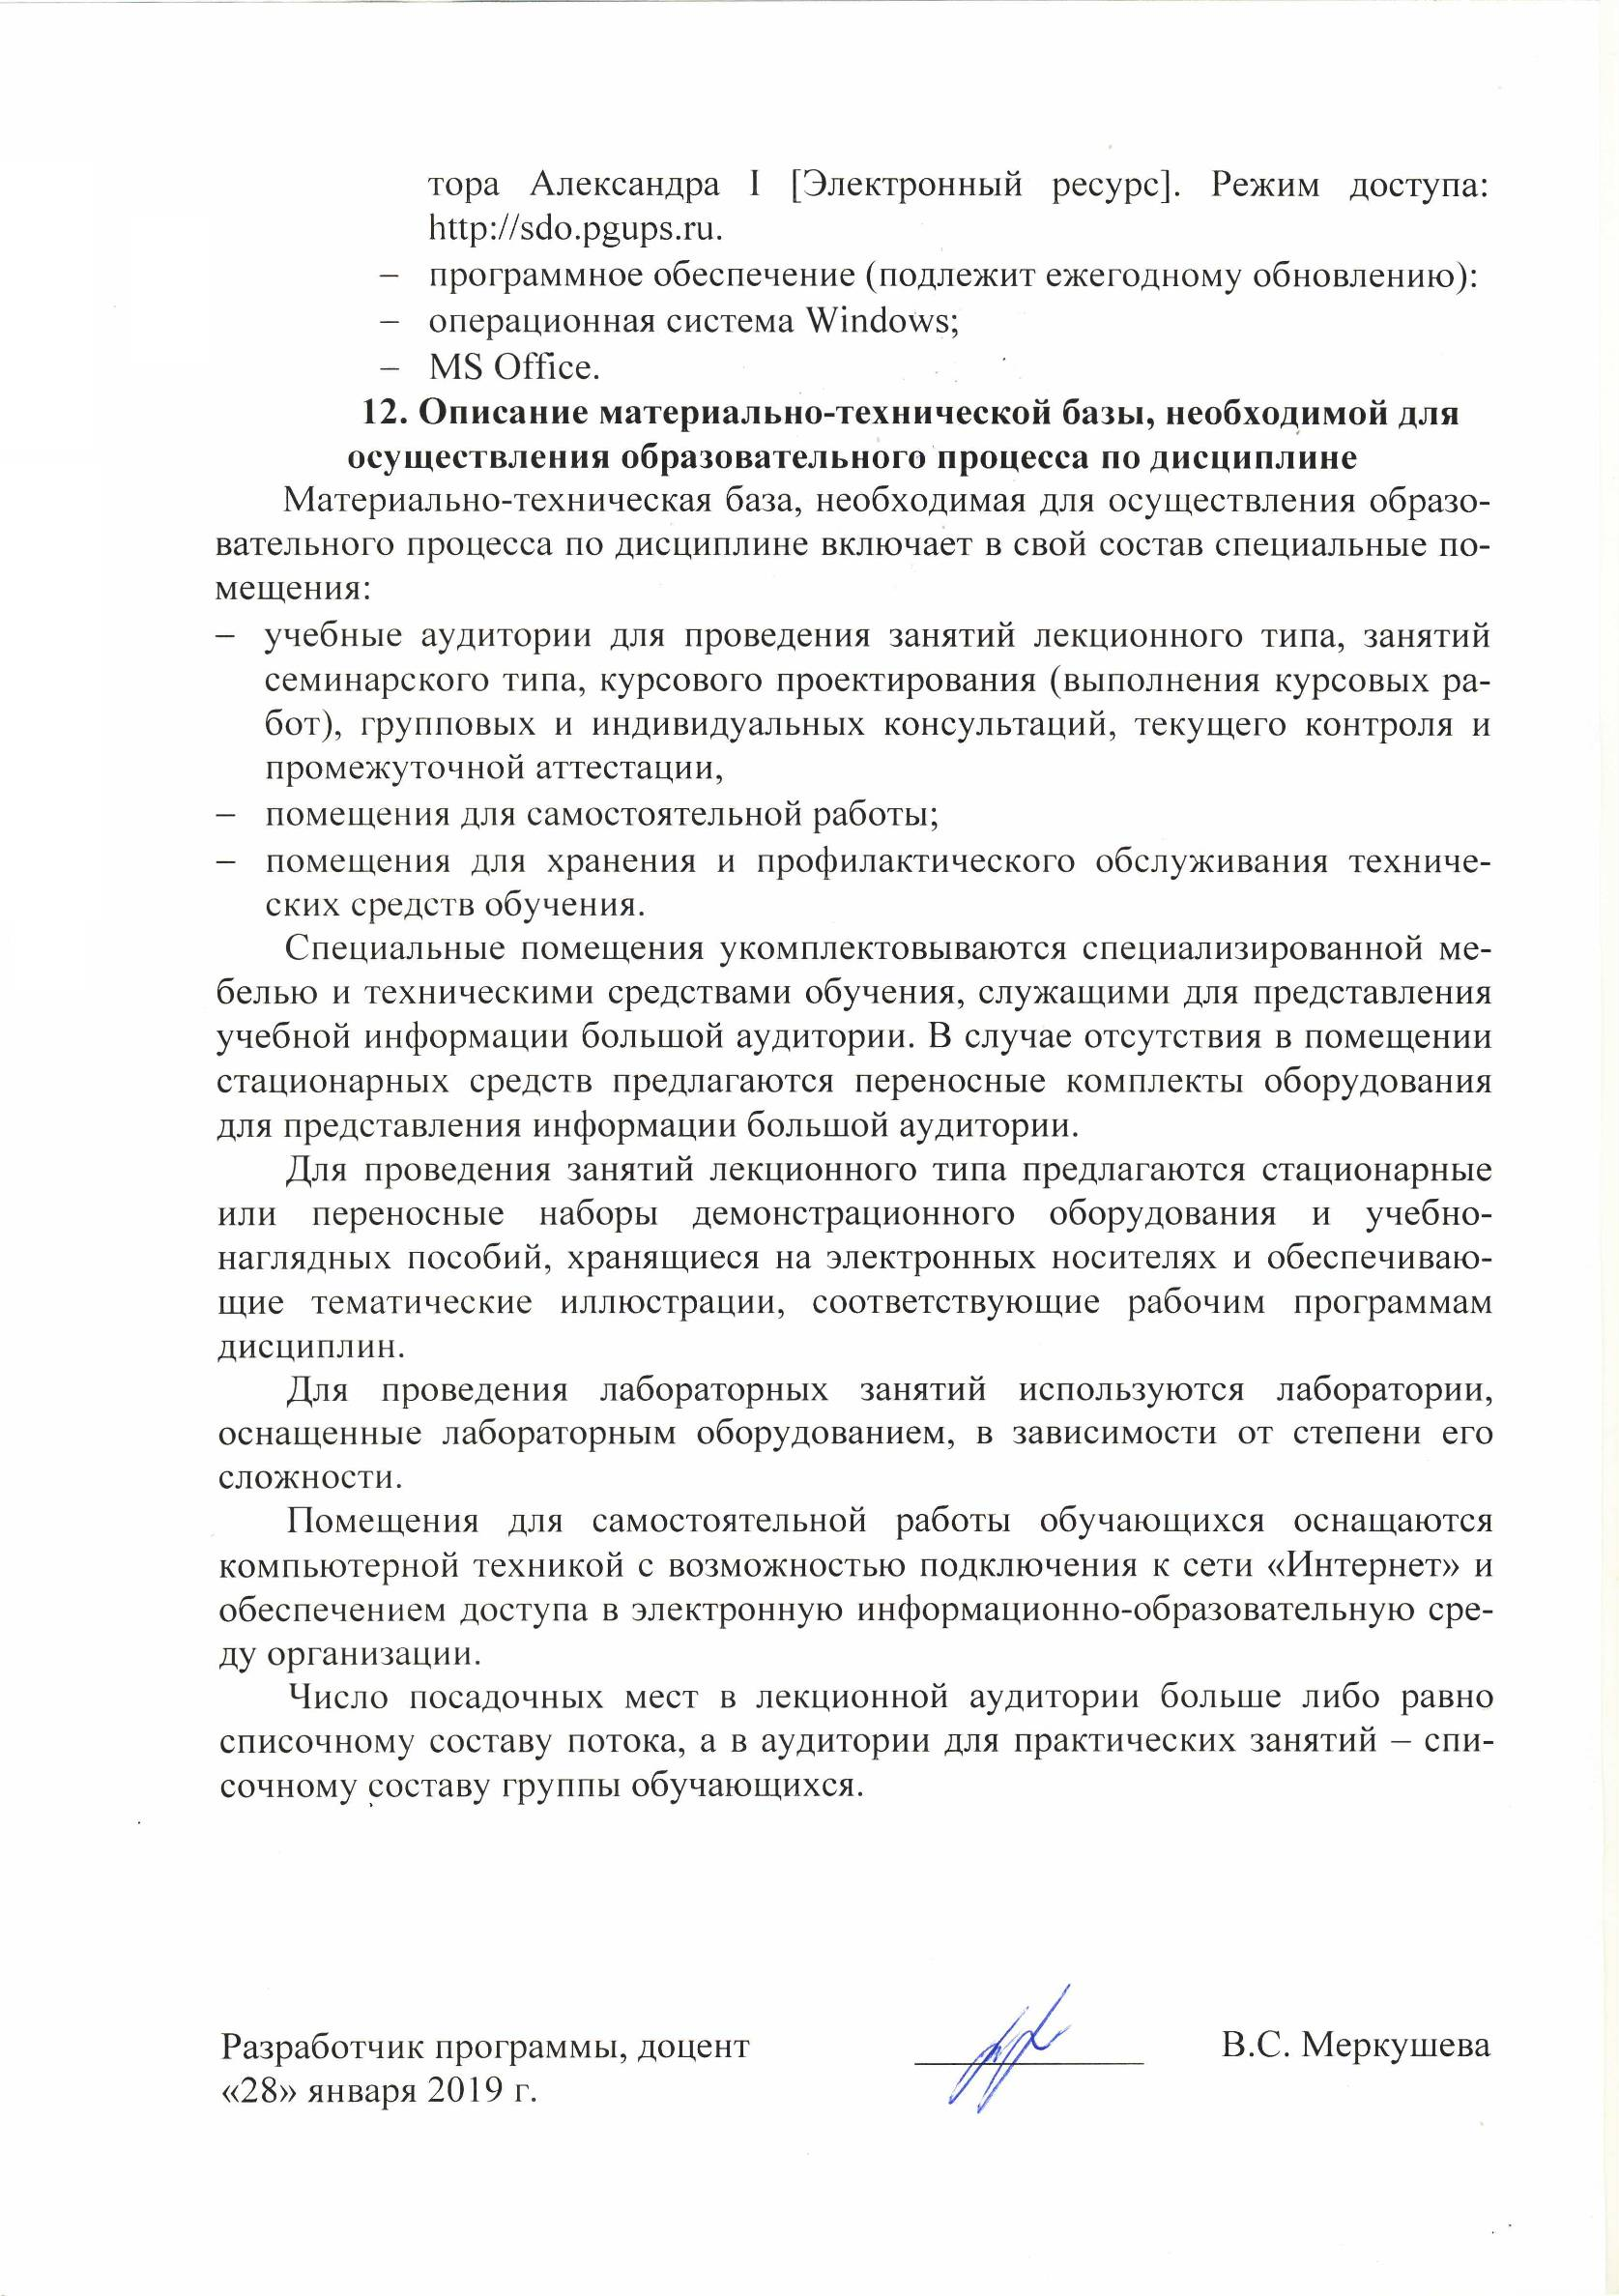 тора Александра I [Электронный ресурс]. Режим доступа:
http://sdo.pgups.ru.
– программное обеспечение (подлежит ежегодному обновлению):
– операционная система Windows;
– MS Office.
12. Описание материально-технической базы, необходимой для
осуществления образовательного процесса по дисциплине
Материально-техническая база, необходимая для осуществления образо-
вательного процесса по дисциплине включает в свой состав специальные по-
мещения:
– учебные аудитории для проведения занятий лекционного типа, занятий
семинарского типа, курсового проектирования (выполнения курсовых ра-
бот), групповых и индивидуальных консультаций, текущего контроля и
промежуточной аттестации,
– помещения для самостоятельной работы;
– помещения для хранения и профилактического обслуживания техниче-
ских средств обучения.
Специальные помещения укомплектовываются специализированной ме-
белью и техническими средствами обучения, служащими для представления
учебной информации большой аудитории. В случае отсутствия в помещении
стационарных средств предлагаются переносные комплекты оборудования
для представления информации большой аудитории.
Для проведения занятий лекционного типа предлагаются стационарные
или переносные наборы демонстрационного оборудования и учебно-
наглядных пособий, хранящиеся на электронных носителях и обеспечиваю-
щие тематические иллюстрации, соответствующие рабочим программам
дисциплин.
Для проведения лабораторных занятий используются лаборатории,
оснащенные лабораторным оборудованием, в зависимости от степени его
сложности.
Помещения для самостоятельной работы обучающихся оснащаются
компьютерной техникой с возможностью подключения к сети «Интернет» и
обеспечением доступа в электронную информационно-образовательную сре-
ду организации.
Число посадочных мест в лекционной аудитории больше либо равно
списочному составу потока, а в аудитории для практических занятий – спи-
сочному составу группы обучающихся.
Разработчик программы, доцент ____________ В.С. Меркушева
«28» января 2019 г.